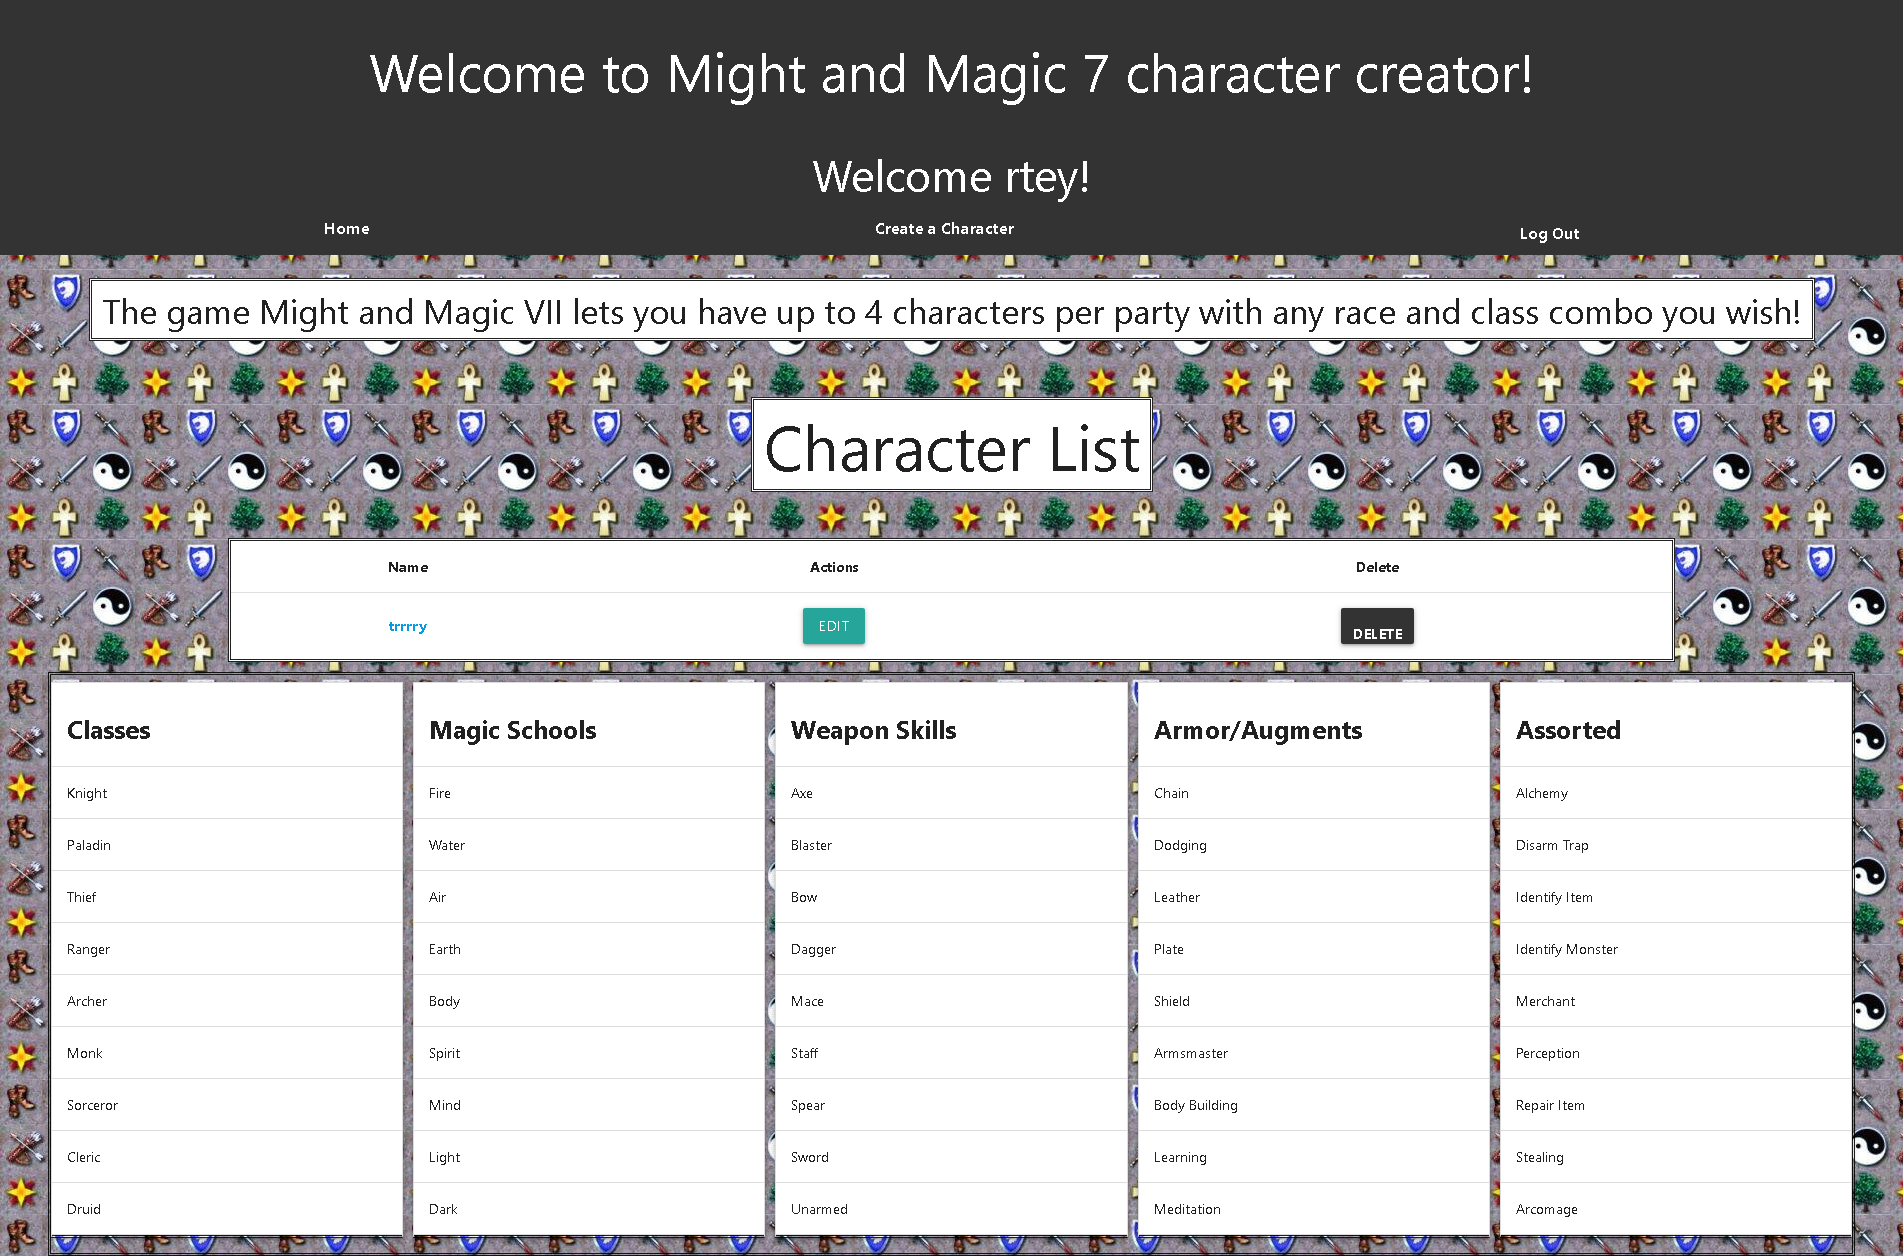 Welcome to Might and Magic 7 character creator!
Welcome rtey!
Home Create a Character Log Out
The game Might and Magic VII lets you have up to 4 characters per party with any race and class combo you wish!
Character List
Name Actions Delete
trrrry EDIT DELETE
Classes Magic Schools Weapon Skills Armor/Augments Assorted
Knight Fire Axe Chain Alchemy
Paladin Water Blaster Dodging Disarm Trap
Thief Air Bow Leather Identify Item
Ranger Earth Dagger Plate Identify Monster
Archer Body Mace Shield Merchant
Monk Spirit Staff Armsmaster Perception
Sorceror Mind Spear Body Building Repair Item
Cleric Light Sword Learning Stealing
Druid Dark Unarmed Meditation Arcomage